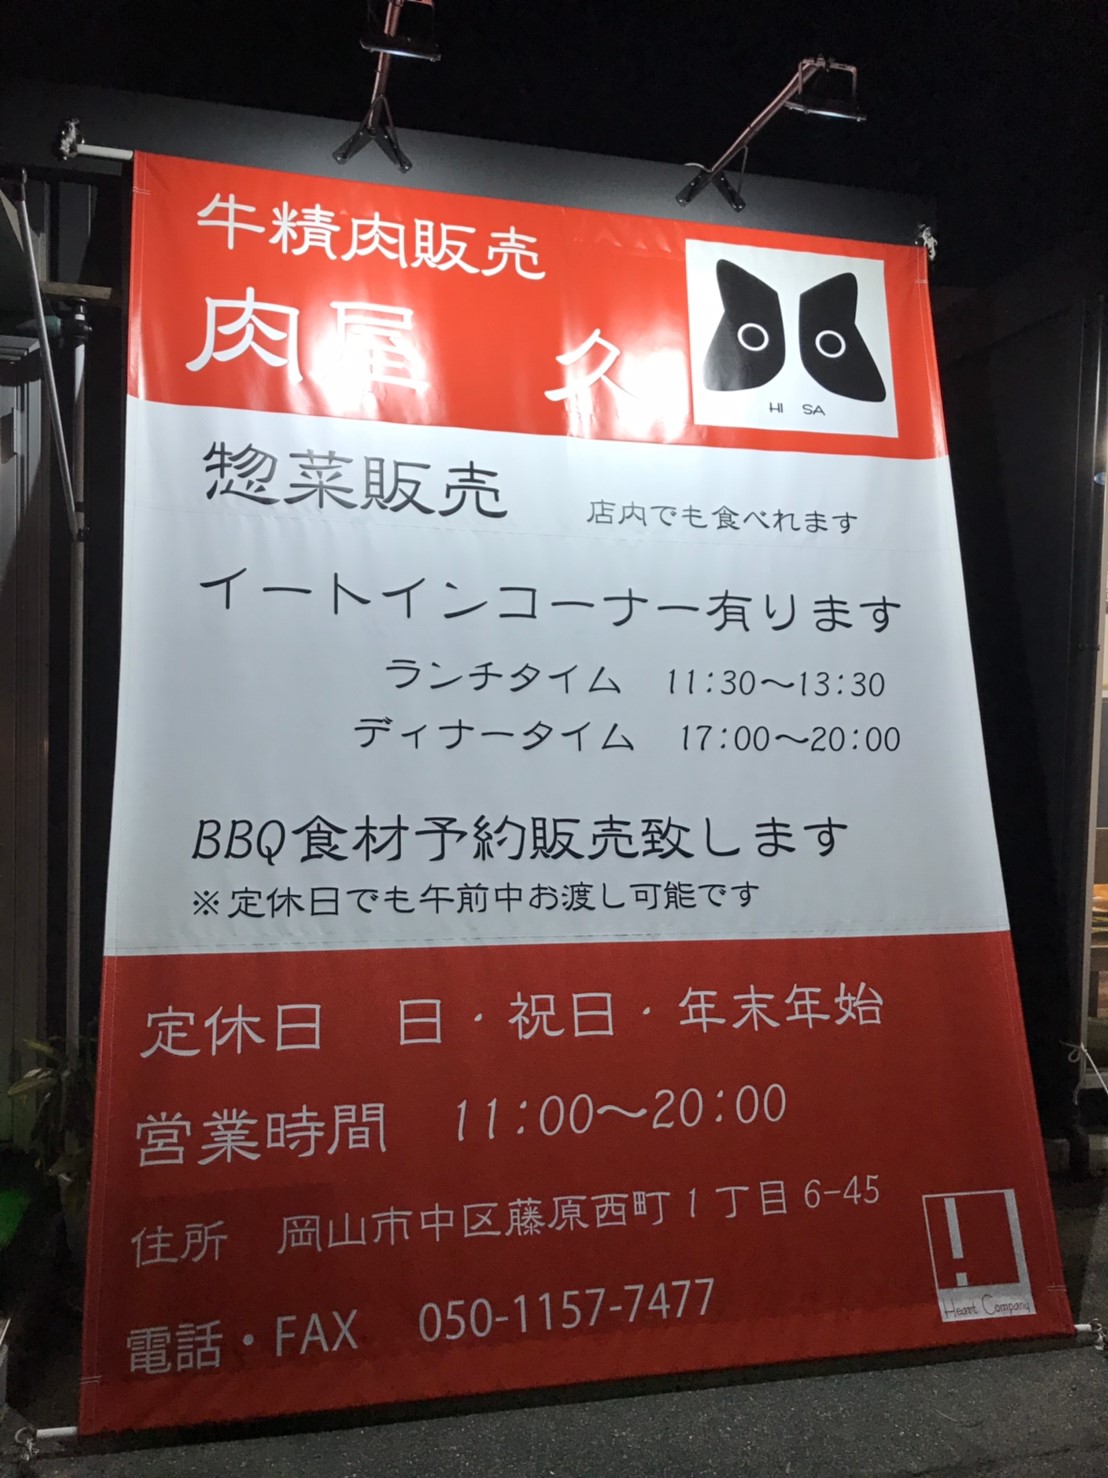 牛精肉販売
肉屋　久
HI SA
惣菜販売　店内でも食べれます
イートインコーナー有ります
ランチタイム　11:30〜13:30
ディナータイム　17:00〜20:00
BBQ食材予約販売致します
※定休日でも午前中お渡し可能です
定休日　日・祝日・年末年始
営業時間　11:00〜20:00
住所　岡山市中区藤原西町1丁目6-45
電話・FAX　050-1157-7477
Heart Company